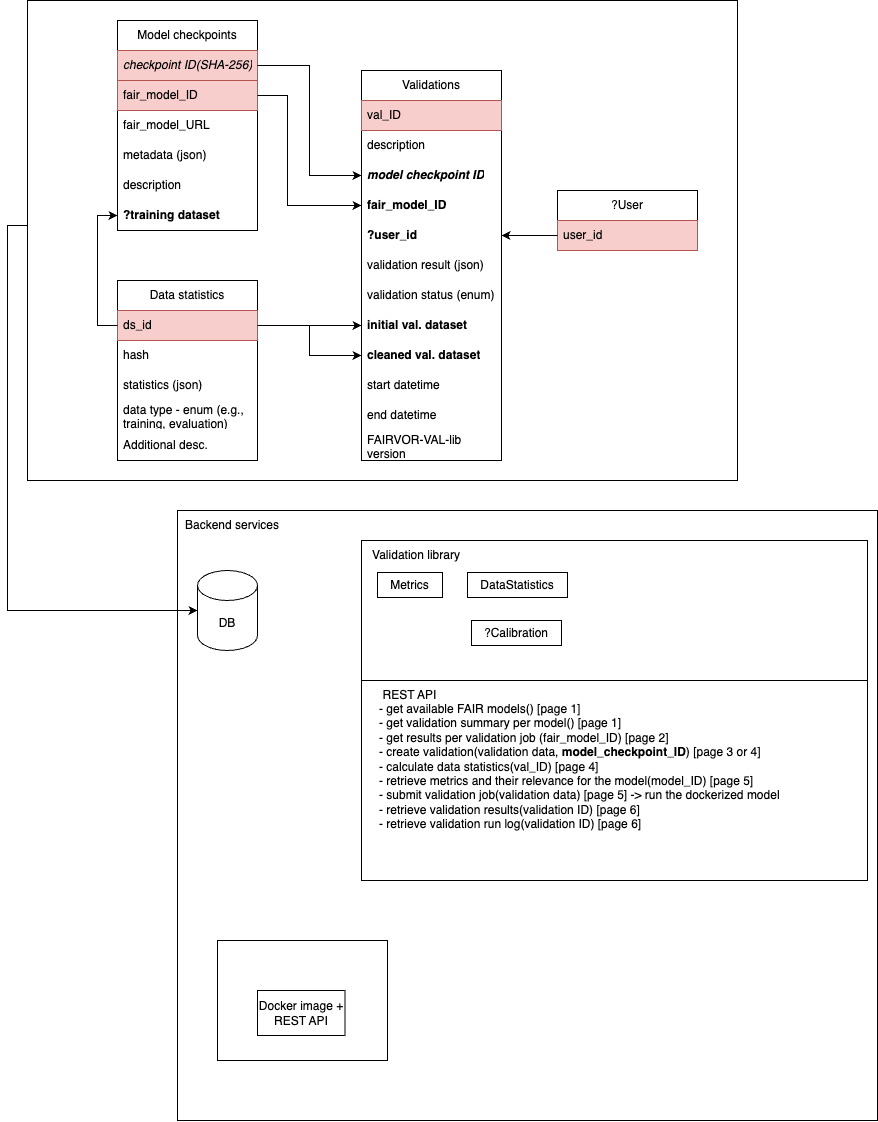 Model checkpoints
checkpoint ID(SHA-256)
fair_model_ID
fair_model_URL
metadata (json)
description
?training dataset
Data statistics
ds_id
hash
statistics (json)
data type - enum (e.g.,
training, evaluation)
Additional desc.
Validations
val_ID
description
model checkpoint ID
fair_model_ID
?user_id
validation result (json)
validation status (enum)
initial val. dataset
cleaned val. dataset
start datetime
end datetime
FAIRVOR-VAL-lib
version
?User
user_id
Backend services
DB
Validation library
Metrics
DataStatistics
?Calibration
REST API
- get available FAIR models() [page 1]
- get validation summary per model() [page 1]
- get results per validation job (fair_model_ID) [page 2]
- create validation(validation data, model_checkpoint_ID) [page 3 or 4]
- calculate data statistics(val_ID) [page 4]
- retrieve metrics and their relevance for the model(model_ID) [page 5]
- submit validation job(validation data) [page 5] -> run the dockerized model
- retrieve validation results(validation ID) [page 6]
- retrieve validation run log(validation ID) [page 6]
Docker image +
REST API